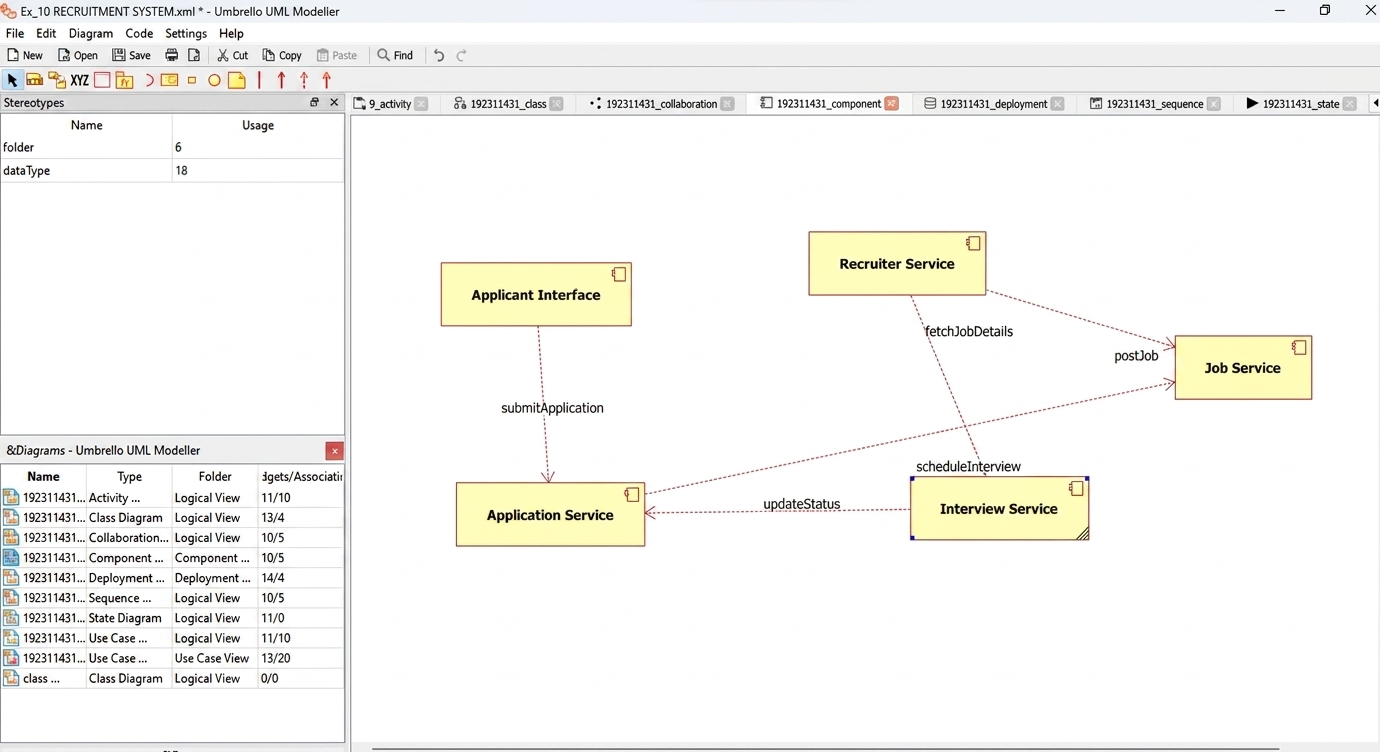 Ex_10 RECRUITMENT SYSTEM.xml * - Umbrello UML Modeller
File Edit Diagram Code Settings Help
New Open Save Cut Copy Paste Find
XYZ
Stereotypes
Name Usage
folder 6
dataType 18
9_activity 192311431_class 192311431_collaboration 192311431_component 192311431_deployment 192311431_sequence 192311431_state
Recruiter Service
Applicant Interface
fetchJobDetails
postJob
Job Service
submitApplication
scheduleInterview
updateStatus
Interview Service
Application Service
&Diagrams - Umbrello UML Modeller
Name Type Folder dgets/Associatio
192311431... Activity ... Logical View 11/10
192311431... Class Diagram Logical View 13/4
192311431... Collaboration... Logical View 10/5
192311431... Component ... Component ... 10/5
192311431... Deployment ... Deployment ... 14/4
192311431... Sequence ... Logical View 10/5
192311431... State Diagram Logical View 11/0
192311431... Use Case ... Logical View 11/10
192311431... Use Case ... Use Case View 13/20
class ... Class Diagram Logical View 0/0